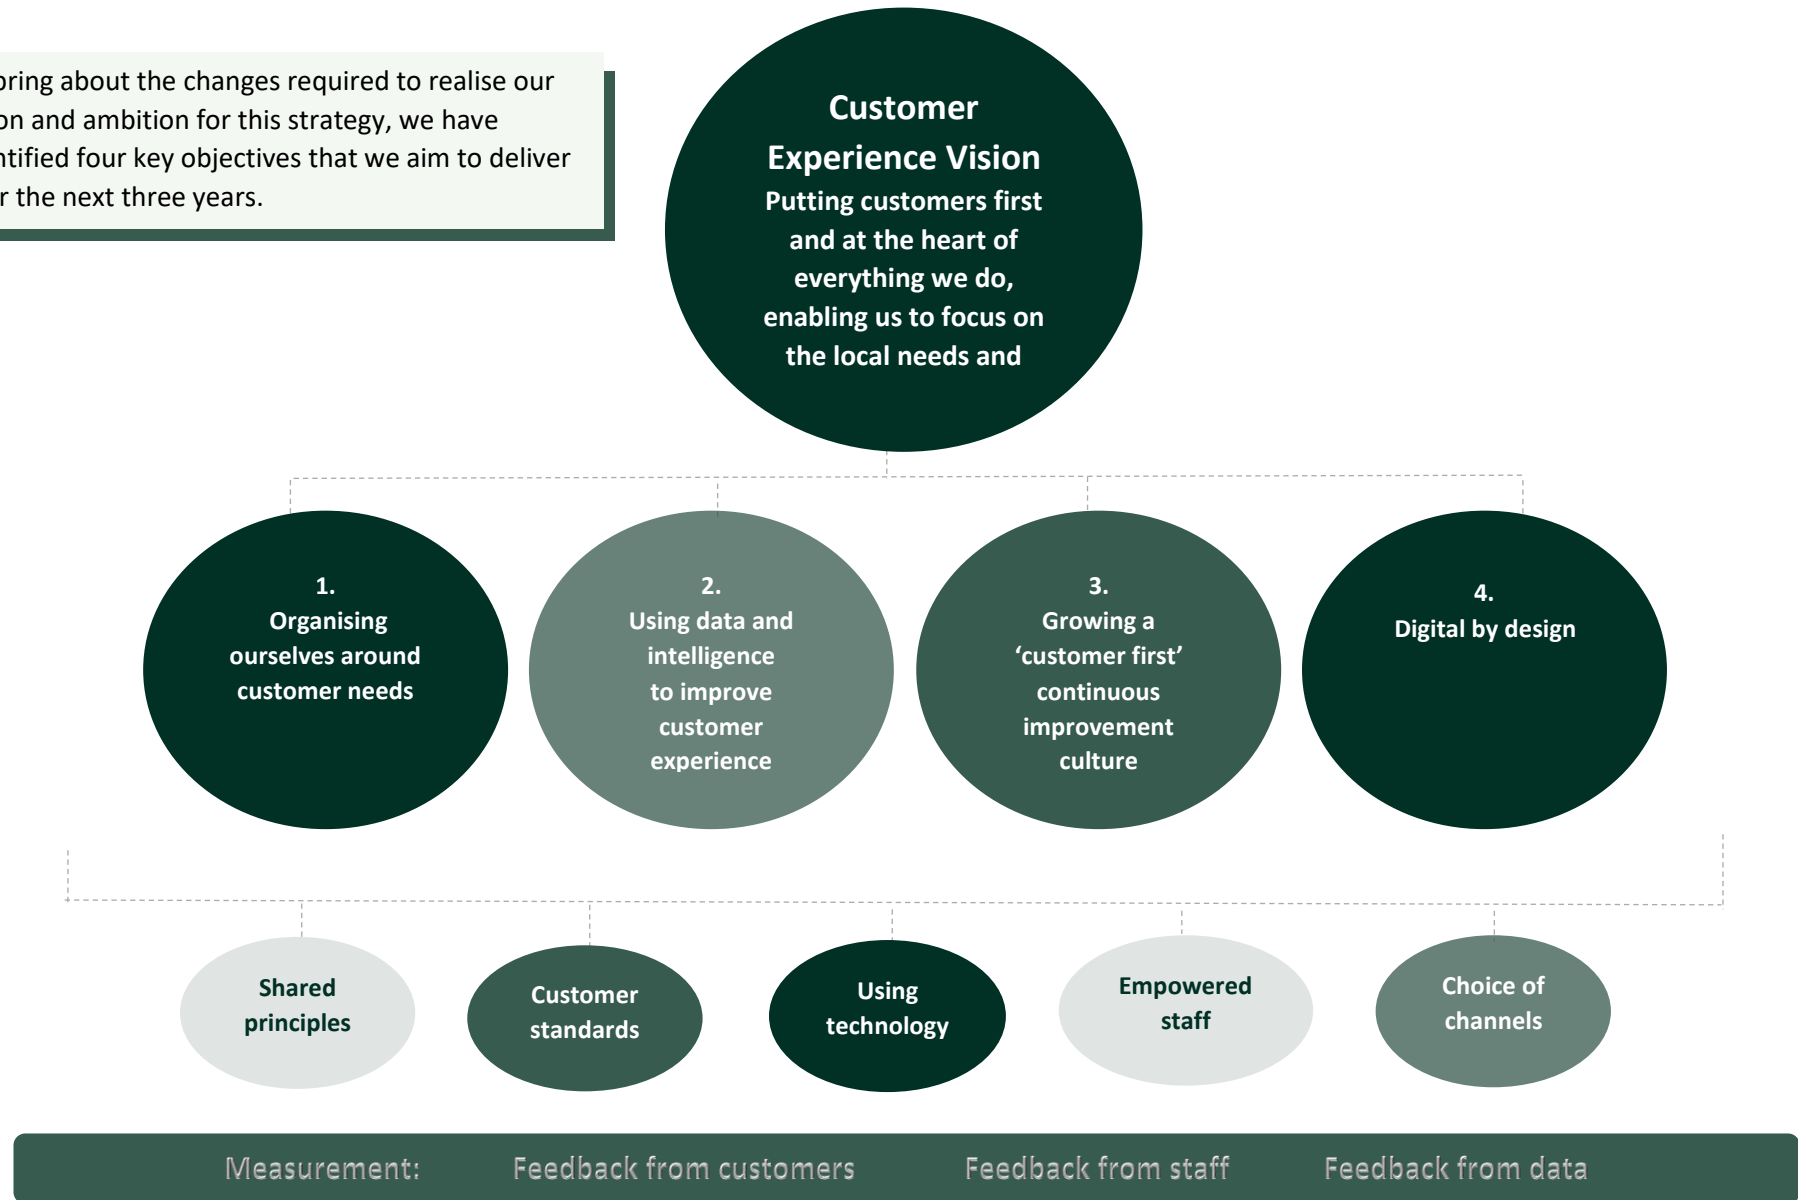 bring about the changes required to realise our
on and ambition for this strategy, we have
ntified four key objectives that we aim to deliver
r the next three years.
Customer
Experience Vision
Putting customers first
and at the heart of
everything we do,
enabling us to focus on
the local needs and
1.
Organising
ourselves around
customer needs
2.
Using data and
intelligence
to improve
customer
experience
3.
Growing a
‘customer first’
continuous
improvement
culture
4.
Digital by design
Shared
principles
Customer
standards
Using
technology
Empowered
staff
Choice of
channels
Measurement: Feedback from customers Feedback from staff Feedback from data